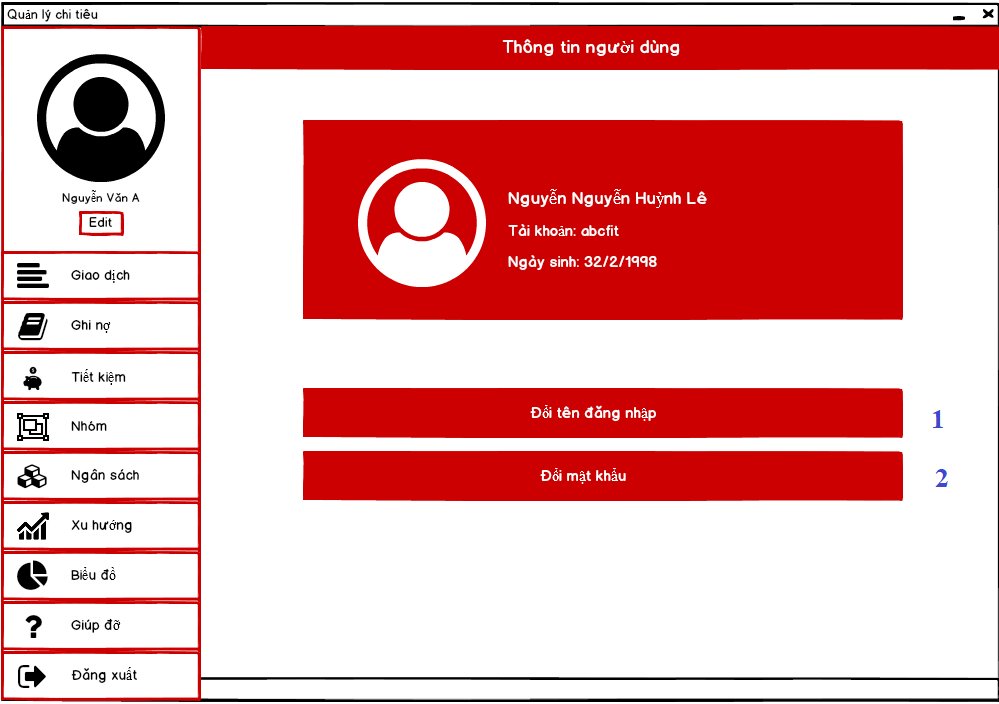 Quản lý chi tiêu
Nguyễn Văn A
Edit
Giao dịch
Ghi nợ
Tiết kiệm
Nhóm
Ngân sách
Xu hướng
Biểu đồ
Giúp đỡ
Đăng xuất
Thông tin người dùng
Nguyễn Nguyễn Huỳnh Lê
Tài khoản: abcfit
Ngày sinh: 32/2/1998
Đổi tên đăng nhập
1
Đổi mật khẩu
2